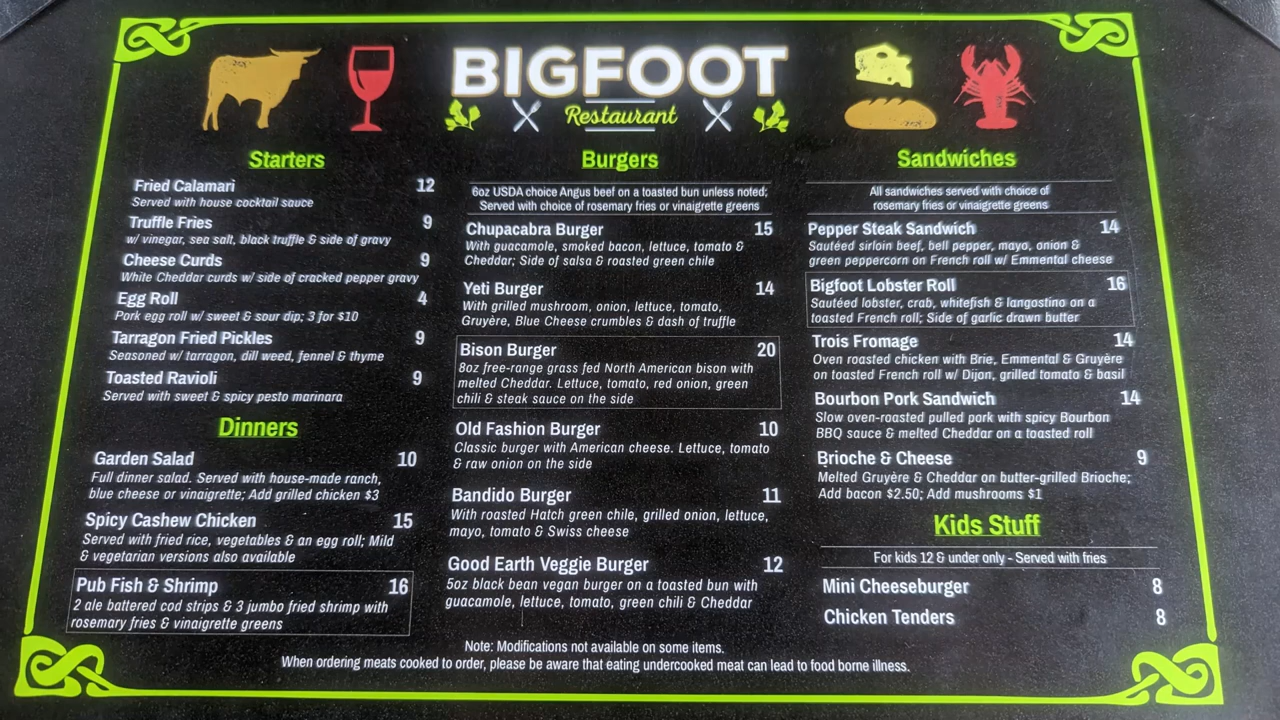 BIGFOOT
Restaurant
Starters
Fried Calamari 12
Served with house cocktail sauce
Truffle Fries 9
w/ vinegar, sea salt, black truffle & side of gravy
Cheese Curds 9
White Cheddar curds w/ side of cracked pepper gravy
Egg Roll 4
Pork egg roll w/ sweet & sour dip; 3 for $10
Tarragon Fried Pickles 9
Seasoned w/ tarragon, dill weed, fennel & thyme
Toasted Ravioli 9
Served with sweet & spicy pesto marinara
Dinners
Garden Salad 10
Full dinner salad. Served with house-made ranch,
blue cheese or vinaigrette; Add grilled chicken $3
Spicy Cashew Chicken 15
Served with fried rice, vegetables & an egg roll; Mild
& vegetarian versions also available
Pub Fish & Shrimp 16
2 ale battered cod strips & 3 jumbo fried shrimp with
rosemary fries & vinaigrette greens
Burgers
6oz USDA choice Angus beef on a toasted bun unless noted;
Served with choice of rosemary fries or vinaigrette greens
Chupacabra Burger 15
With guacamole, smoked bacon, lettuce, tomato &
Cheddar; Side of salsa & roasted green chile
Yeti Burger 14
With grilled mushroom, onion, lettuce, tomato,
Gruyère, Blue Cheese crumbles & dash of truffle
Bison Burger 20
8oz free-range grass fed North American bison with
melted Cheddar. Lettuce, tomato, red onion, green
chili & steak sauce on the side
Old Fashion Burger 10
Classic burger with American cheese. Lettuce, tomato
& raw onion on the side
Bandido Burger 11
With roasted Hatch green chile, grilled onion, lettuce,
mayo, tomato & Swiss cheese
Good Earth Veggie Burger 12
5oz black bean vegan burger on a toasted bun with
guacamole, lettuce, tomato, green chili & Cheddar
Sandwiches
All sandwiches served with choice of
rosemary fries or vinaigrette greens
Pepper Steak Sandwich 14
Sautéed sirloin beef, bell pepper, mayo, onion &
green peppercorn on French roll w/ Emmental cheese
Bigfoot Lobster Roll 16
Sautéed lobster, crab, whitefish & langostino on a
toasted French roll; Side of garlic drawn butter
Trois Fromage 14
Oven roasted chicken with Brie, Emmental & Gruyère
on toasted French roll w/ Dijon, grilled tomato & basil
Bourbon Pork Sandwich 14
Slow oven-roasted pulled pork with spicy Bourbon
BBQ sauce & melted Cheddar on a toasted roll
Brioche & Cheese 9
Melted Gruyère & Cheddar on butter-grilled Brioche;
Add bacon $2.50; Add mushrooms $1
Kids Stuff
For kids 12 & under only - Served with fries
Mini Cheeseburger 8
Chicken Tenders 8
Note: Modifications not available on some items.
When ordering meats cooked to order, please be aware that eating undercooked meat can lead to food borne illness.